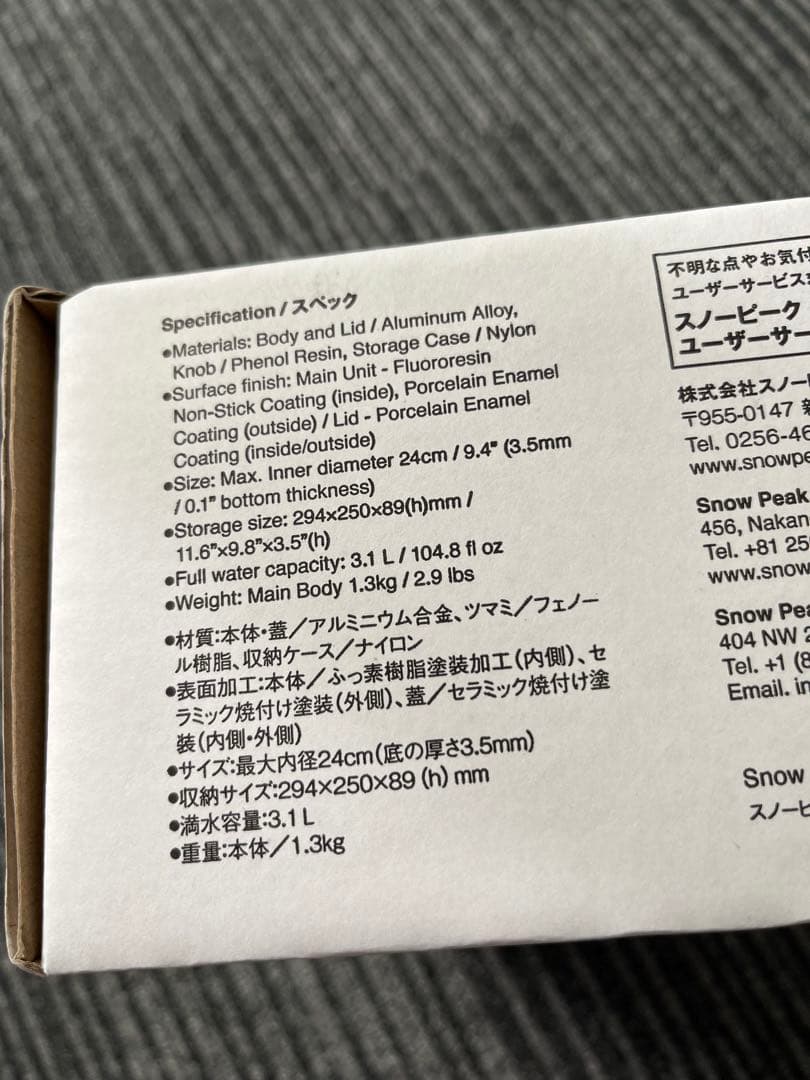 Specification / スペック
●Materials: Body and Lid / Aluminum Alloy,
Knob / Phenol Resin, Storage Case / Nylon
●Surface finish: Main Unit - Fluororesin
Non-Stick Coating (inside), Porcelain Enamel
Coating (outside) / Lid - Porcelain Enamel
Coating (inside/outside)
●Size: Max. Inner diameter 24cm / 9.4" (3.5mm
/ 0.1" bottom thickness)
●Storage size: 294×250×89(h)mm /
11.6"×9.8"×3.5"(h)
●Full water capacity: 3.1 L / 104.8 fl oz
●Weight: Main Body 1.3kg / 2.9 lbs
●材質:本体・蓋／アルミニウム合金、ツマミ／フェノー
ル樹脂、収納ケース／ナイロン
●表面加工:本体／ふっ素樹脂塗装加工(内側)、セ
ラミック焼付け塗装(外側)、蓋／セラミック焼付け塗
装(内側・外側)
●サイズ:最大内径24cm(底の厚さ3.5mm)
●収納サイズ:294×250×89 (h) mm
●満水容量:3.1 L
●重量:本体／1.3kg
不明な点やお気付
ユーザーサービス
スノーピーク
ユーザーサー
株式会社スノー
〒955-0147
Tel. 0256-46
www.snowpe
Snow Peak
456, Nakan
Tel. +81 25
www.snow
Snow Pea
404 NW 2
Tel. +1 (8
Email. in
Snow
スノーピ